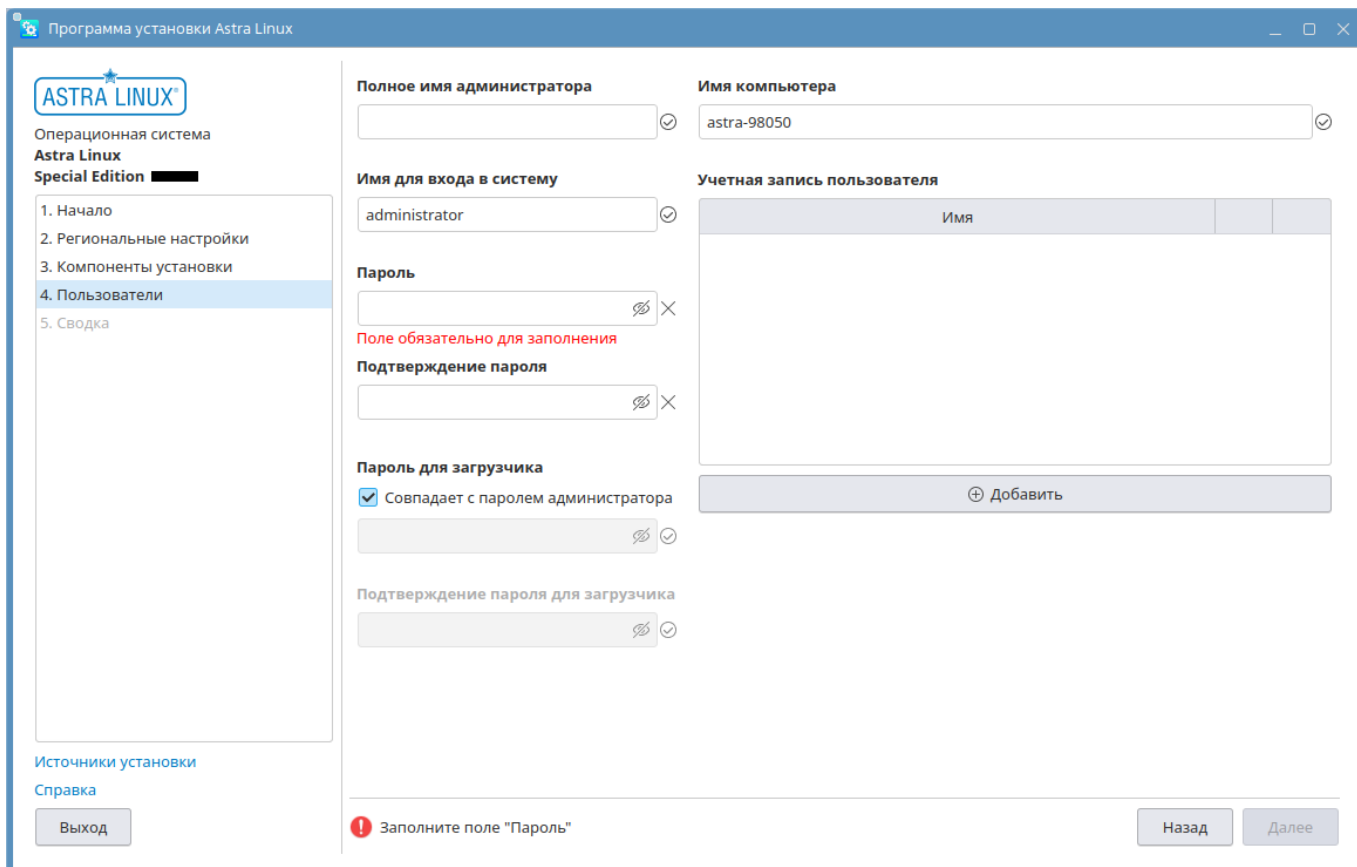 Программа установки Astra Linux
ASTRA LINUX®
Операционная система
Astra Linux
Special Edition
1. Начало
2. Региональные настройки
3. Компоненты установки
4. Пользователи
5. Сводка
Источники установки
Справка
Выход
Полное имя администратора
Имя для входа в систему
administrator
Пароль
Поле обязательно для заполнения
Подтверждение пароля
Пароль для загрузчика
Совпадает с паролем администратора
Подтверждение пароля для загрузчика
Имя компьютера
astra-98050
Учетная запись пользователя
Имя
Добавить
Заполните поле "Пароль"
Назад
Далее